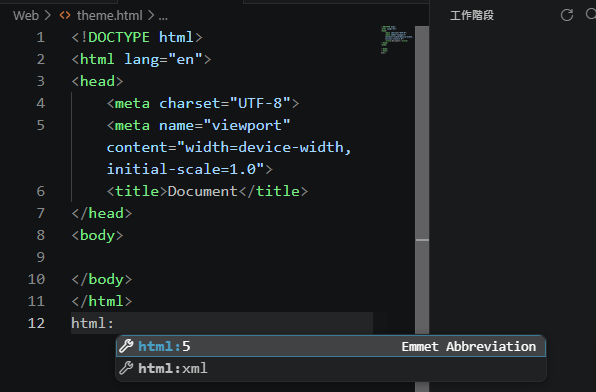 Web > theme.html > ...
工作階段
1 <!DOCTYPE html>
2 <html lang="en">
3 <head>
4 <meta charset="UTF-8">
5 <meta name="viewport"
content="width=device-width,
initial-scale=1.0">
6 <title>Document</title>
7 </head>
8 <body>
9
10 </body>
11 </html>
12 html:
html:5 Emmet Abbreviation
html:xml